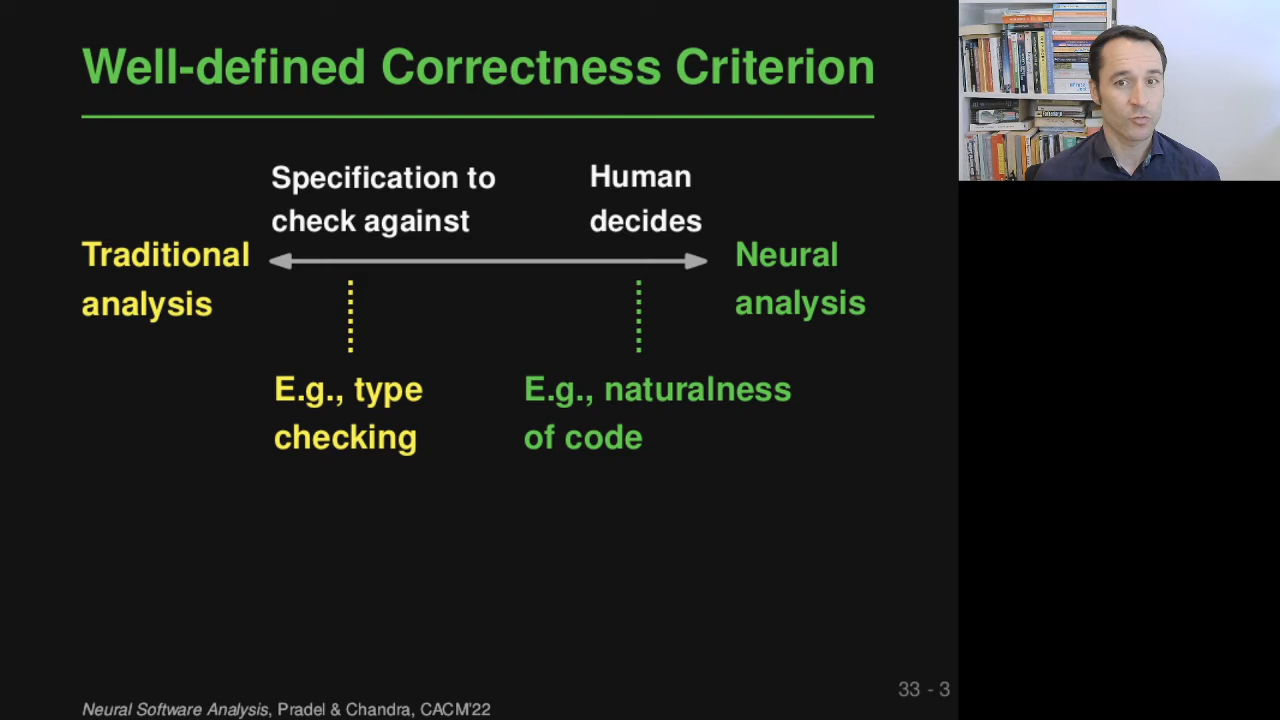 Well-defined Correctness Criterion
Specification to
check against
Human
decides
Traditional
analysis
Neural
analysis
E.g., type
checking
E.g., naturalness
of code
33 - 3
Neural Software Analysis, Pradel & Chandra, CACM'22